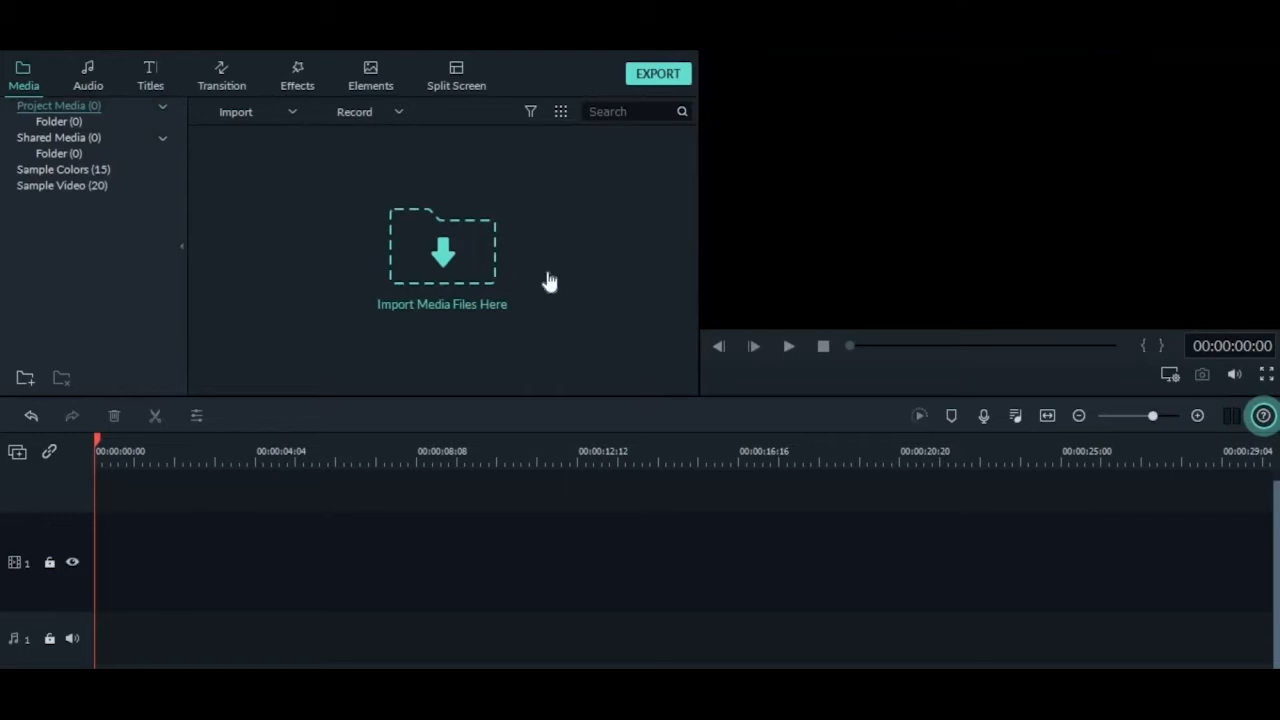 Media Audio Titles Transition Effects Elements Split Screen EXPORT
Project Media (0)
Folder (0)
Shared Media (0)
Folder (0)
Sample Colors (15)
Sample Video (20)
Import Record Search
Import Media Files Here
00:00:00:00
00:00:00:00 00:00:04:04 00:00:08:08 00:00:12:12 00:00:16:16 00:00:20:20 00:00:25:00 00:00:29:04
1
1